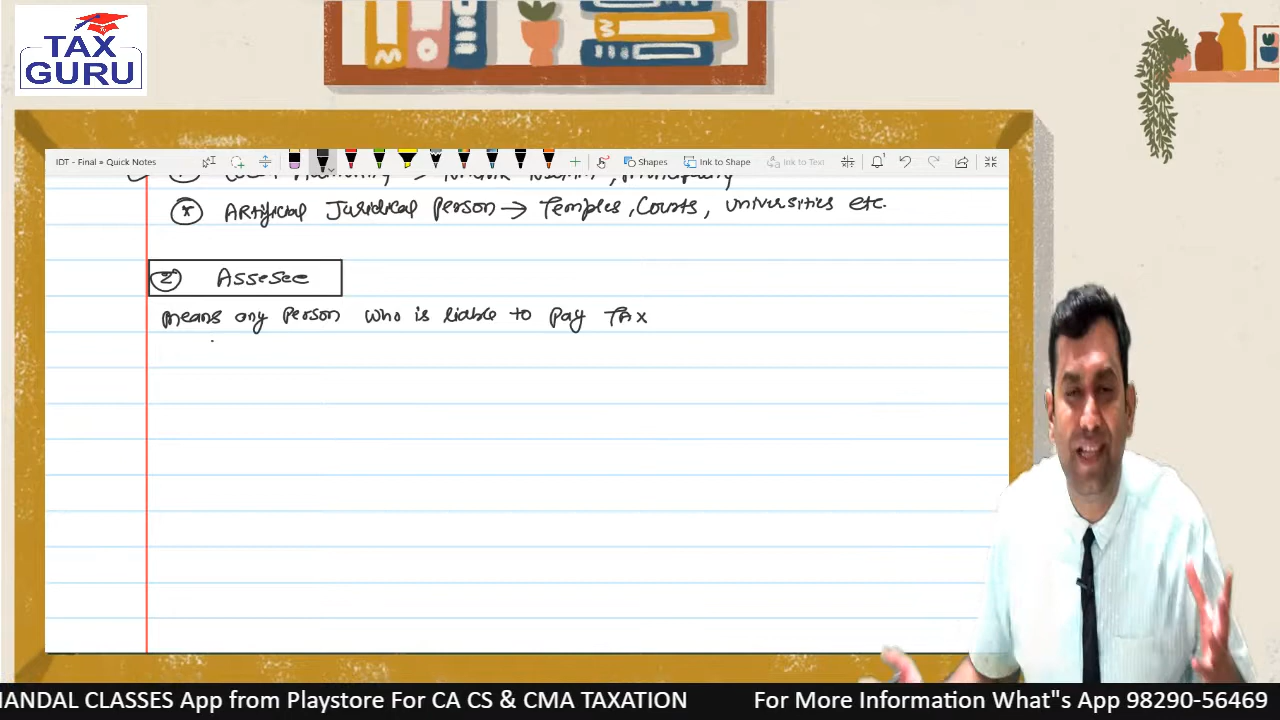 TAX
GURU
IDT - Final » Quick Notes
Shapes
Ink to Shape
Ink to Text
Artificial Juridical Person → Temples, Courts, universities etc.
2 Assesee
means any Person who is liable to pay TAX
MANDAL CLASSES App from Playstore For CA CS & CMA TAXATION For More Information What"s App 98290-56469